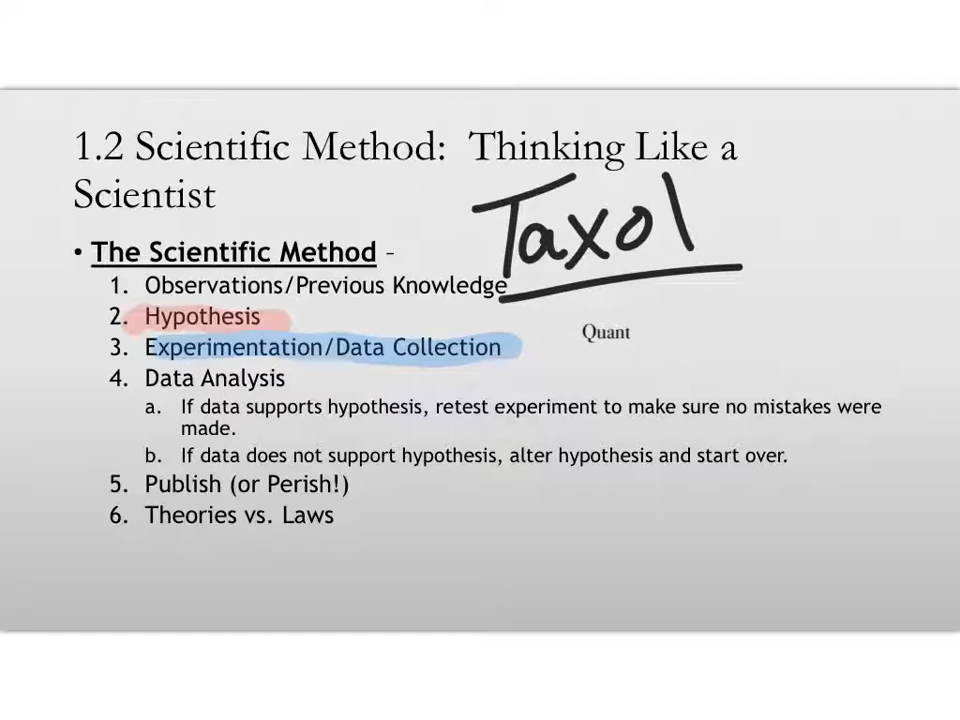 1.2 Scientific Method: Thinking Like a
Scientist
Taxol
• The Scientific Method –
1. Observations/Previous Knowledge
2. Hypothesis
Quant
3. Experimentation/Data Collection
4. Data Analysis
a. If data supports hypothesis, retest experiment to make sure no mistakes were
made.
b. If data does not support hypothesis, alter hypothesis and start over.
5. Publish (or Perish!)
6. Theories vs. Laws